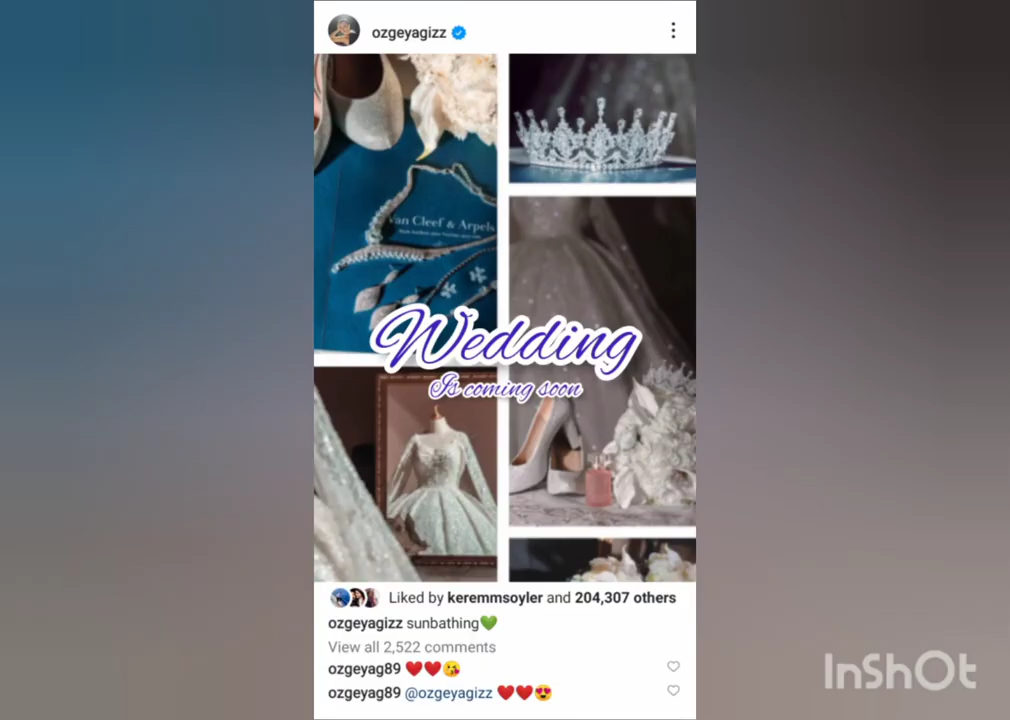 ozgeyagizz
Van Cleef & Arpels
Wedding
Is coming soon
Liked by keremmsoyler and 204,307 others
ozgeyagizz sunbathing💚
View all 2,522 comments
ozgeyag89 ❤️❤️😘
ozgeyag89 @ozgeyagizz ❤️❤️😍
InShOt